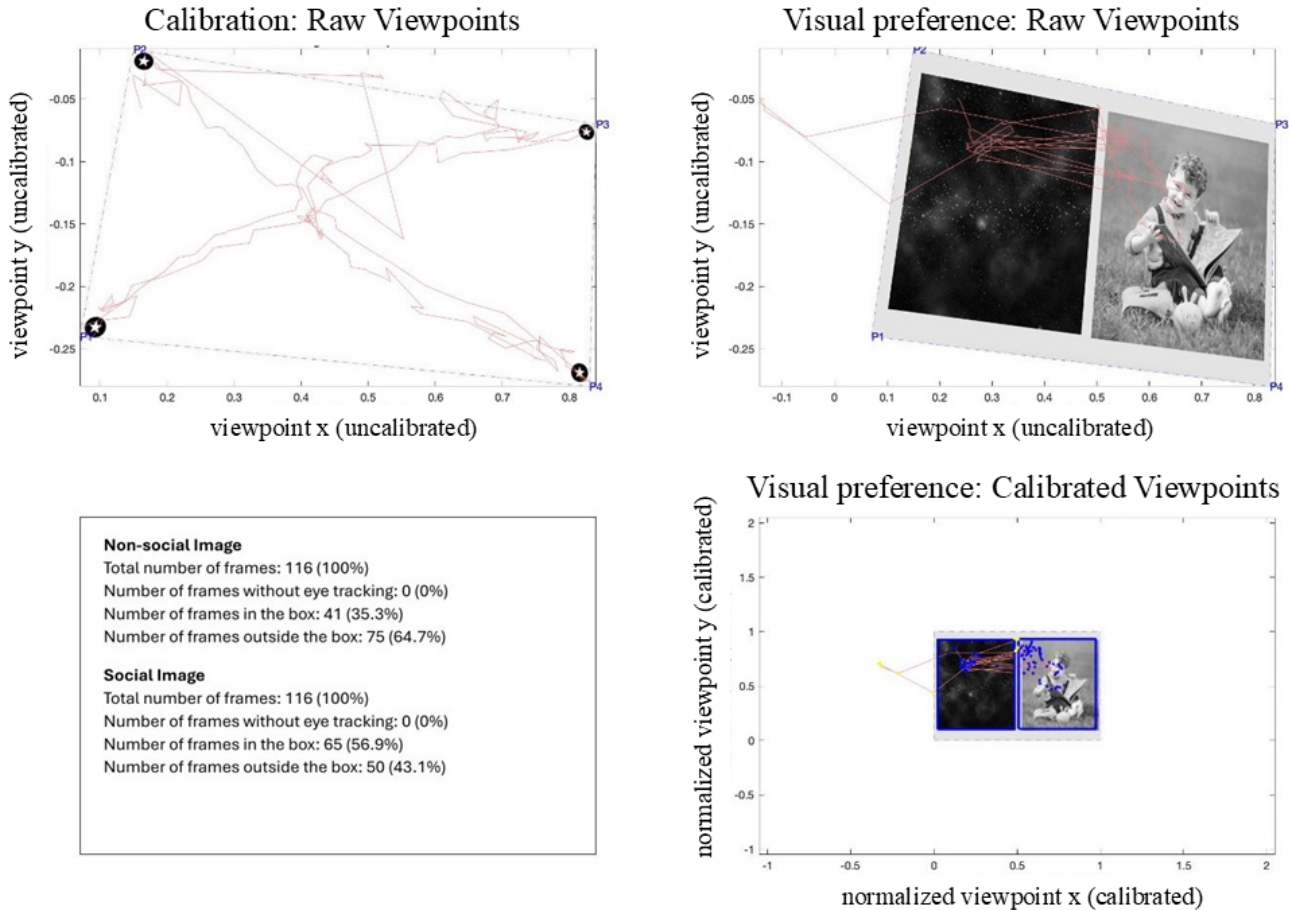 Calibration: Raw Viewpoints
P2
P3
P1
P4
-0.05
-0.1
-0.15
-0.2
-0.25
0.1
0.2
0.3
0.4
0.5
0.6
0.7
0.8
viewpoint y (uncalibrated)
viewpoint x (uncalibrated)
Visual preference: Raw Viewpoints
P2
P3
P1
P4
-0.05
-0.1
-0.15
-0.2
-0.25
-0.1
0
0.1
0.2
0.3
0.4
0.5
0.6
0.7
0.8
viewpoint y (uncalibrated)
viewpoint x (uncalibrated)
Non-social Image
Total number of frames: 116 (100%)
Number of frames without eye tracking: 0 (0%)
Number of frames in the box: 41 (35.3%)
Number of frames outside the box: 75 (64.7%)
Social Image
Total number of frames: 116 (100%)
Number of frames without eye tracking: 0 (0%)
Number of frames in the box: 65 (56.9%)
Number of frames outside the box: 50 (43.1%)
Visual preference: Calibrated Viewpoints
2
1.5
1
0.5
0
-0.5
-1
-1
-0.5
0
0.5
1
1.5
2
normalized viewpoint y (calibrated)
normalized viewpoint x (calibrated)